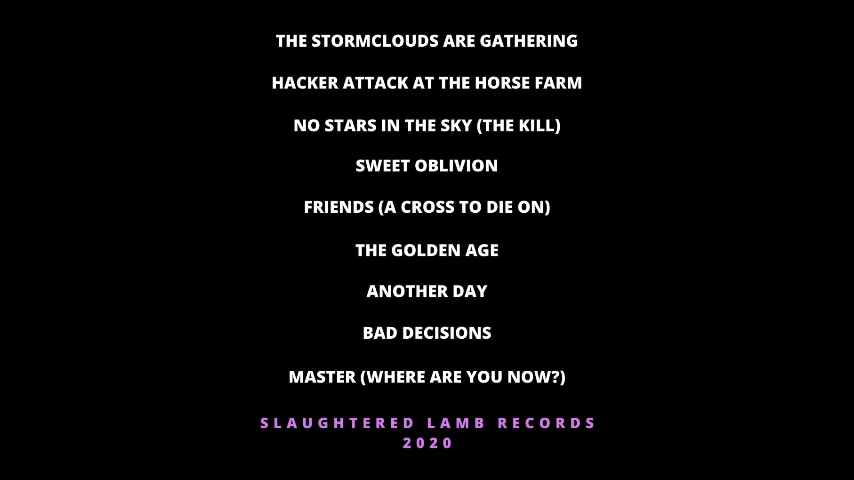 THE STORMCLOUDS ARE GATHERING
HACKER ATTACK AT THE HORSE FARM
NO STARS IN THE SKY (THE KILL)
SWEET OBLIVION
FRIENDS (A CROSS TO DIE ON)
THE GOLDEN AGE
ANOTHER DAY
BAD DECISIONS
MASTER (WHERE ARE YOU NOW?)
SLAUGHTERED LAMB RECORDS
2020